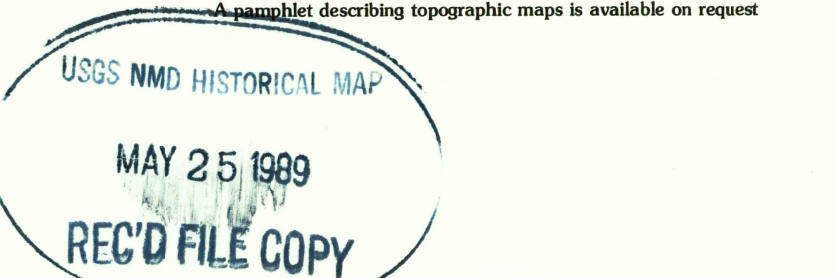 A pamphlet describing topographic maps is available on request
USGS NMD HISTORICAL MAP
MAY 25 1989
REC'D FILE COPY